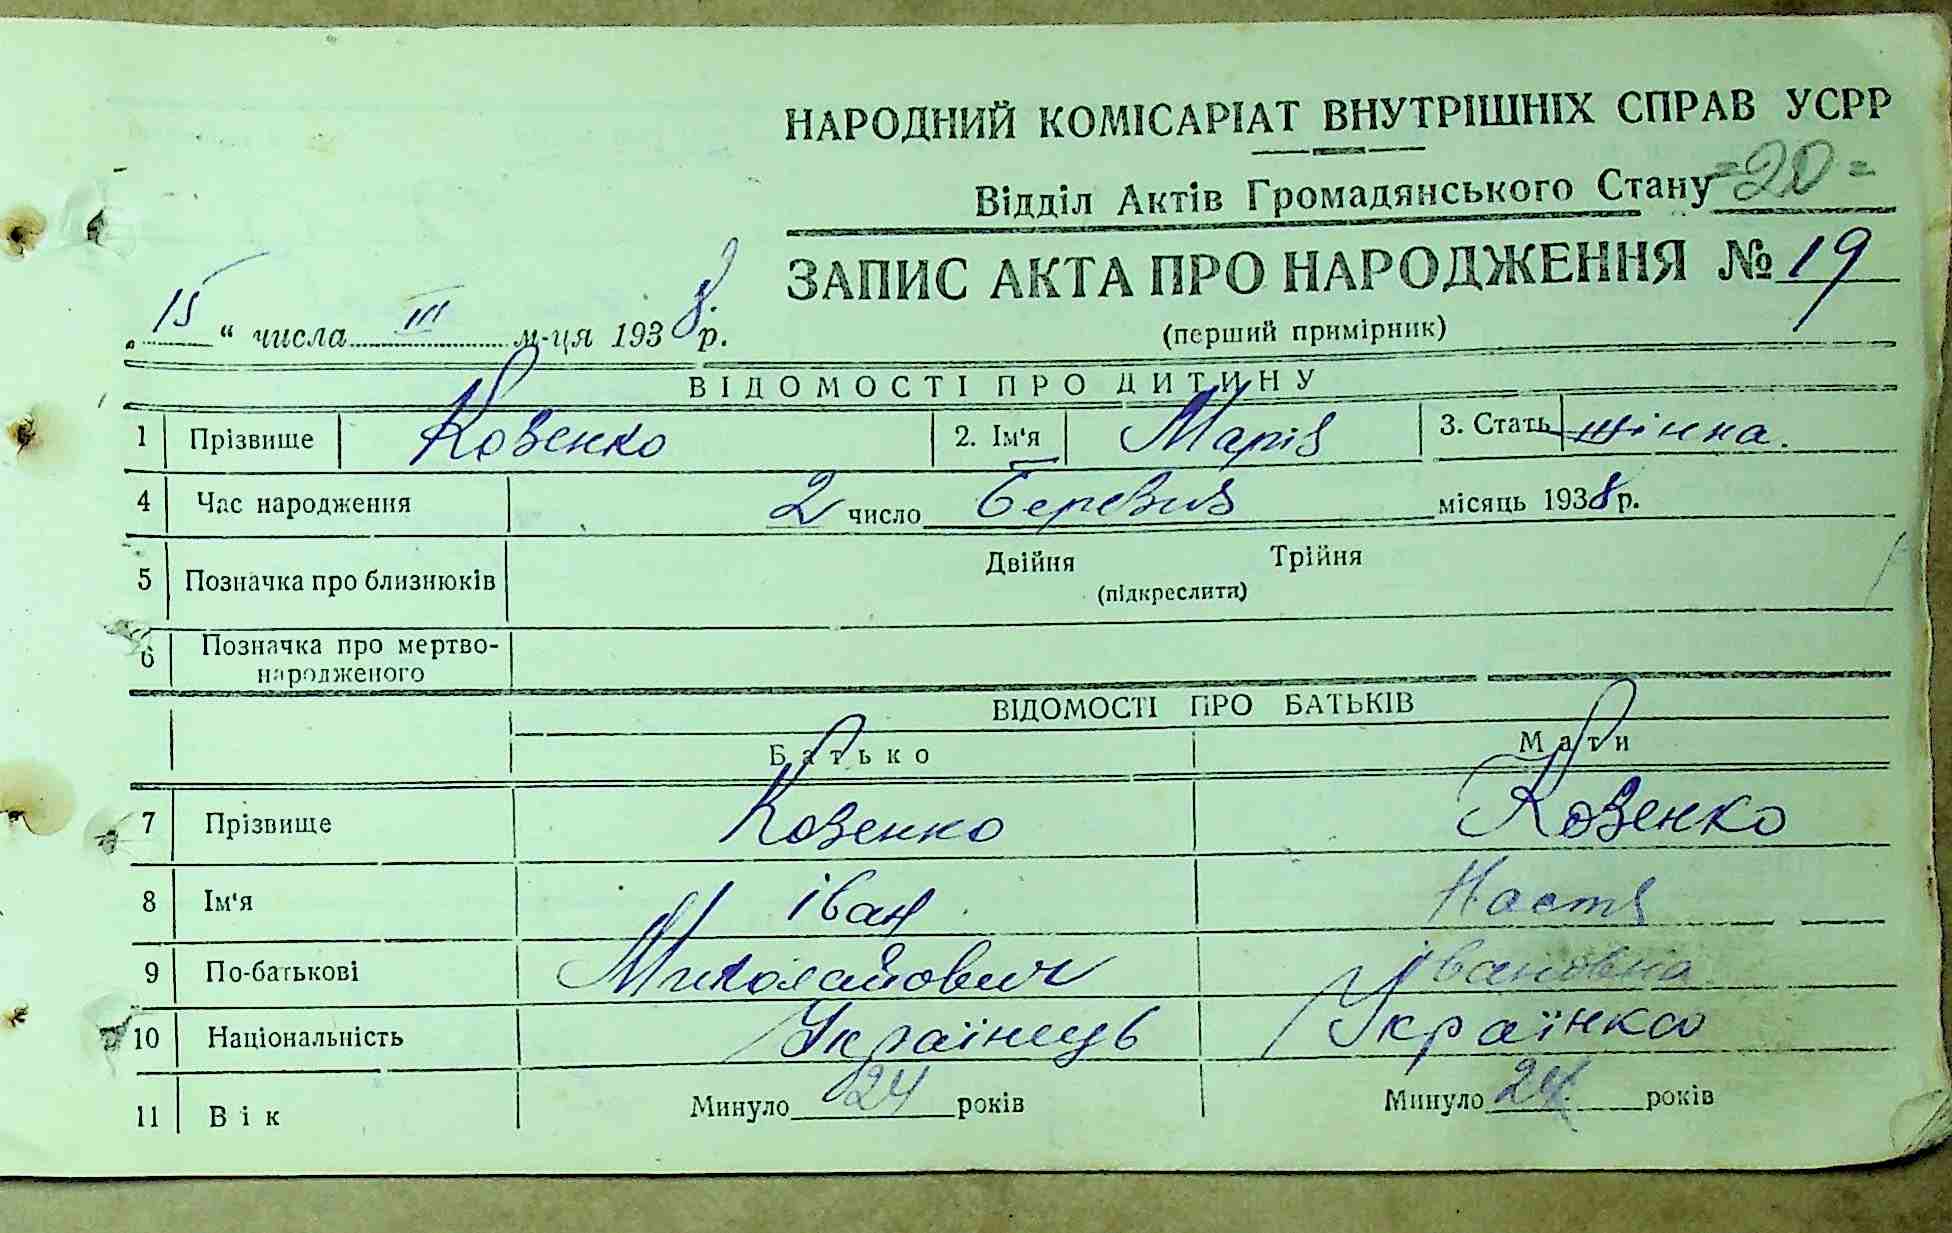 НАРОДНИЙ КОМІСАРІАТ ВНУТРІШНІХ СПРАВ УСРР
Відділ Актів Громадянського Стану =20=
ЗАПИС АКТА ПРО НАРОДЖЕННЯ № 19
„ 15 “ числа III м-ця 1938 р.
(перший примірник)
ВІДОМОСТІ ПРО ДИТИНУ
1 Прізвище Козенко 2. Ім'я Марія 3. Стать жінка.
4 Час народження 2 число Березня місяць 1938 р.
5 Позначка про близнюків Двійня Трійня
(підкреслити)
6 Позначка про мертво-
народженого
ВІДОМОСТІ ПРО БАТЬКІВ
Батько Мати
7 Прізвище Козенко Козенко
8 Ім'я Іван Настя
9 По-батькові Миколайович Івановна
10 Національність Українець Українка
11 Вік Минуло 24 років Минуло 24 років